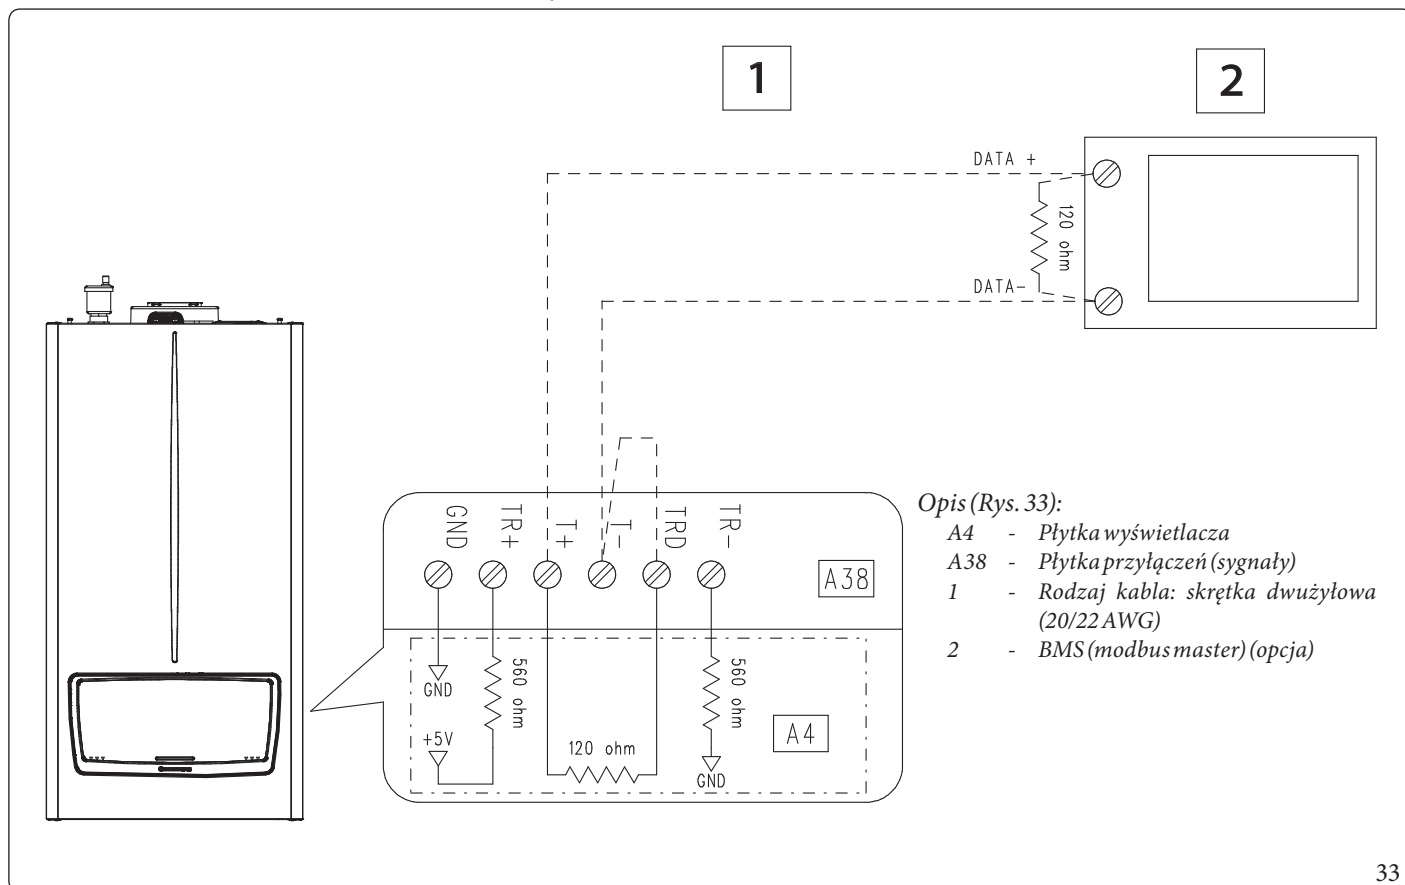 1
2
DATA +
120 ohm
DATA-
GND
TR+
T+
T-
TRD
TR-
A38
GND
560 ohm
+5V
120 ohm
560 ohm
GND
A4
Opis (Rys. 33):
A4 - Płytka wyświetlacza
A38 - Płytka przyłączeń (sygnały)
1 - Rodzaj kabla: skrętka dwużyłowa
(20/22 AWG)
2 - BMS (modbus master) (opcja)
33